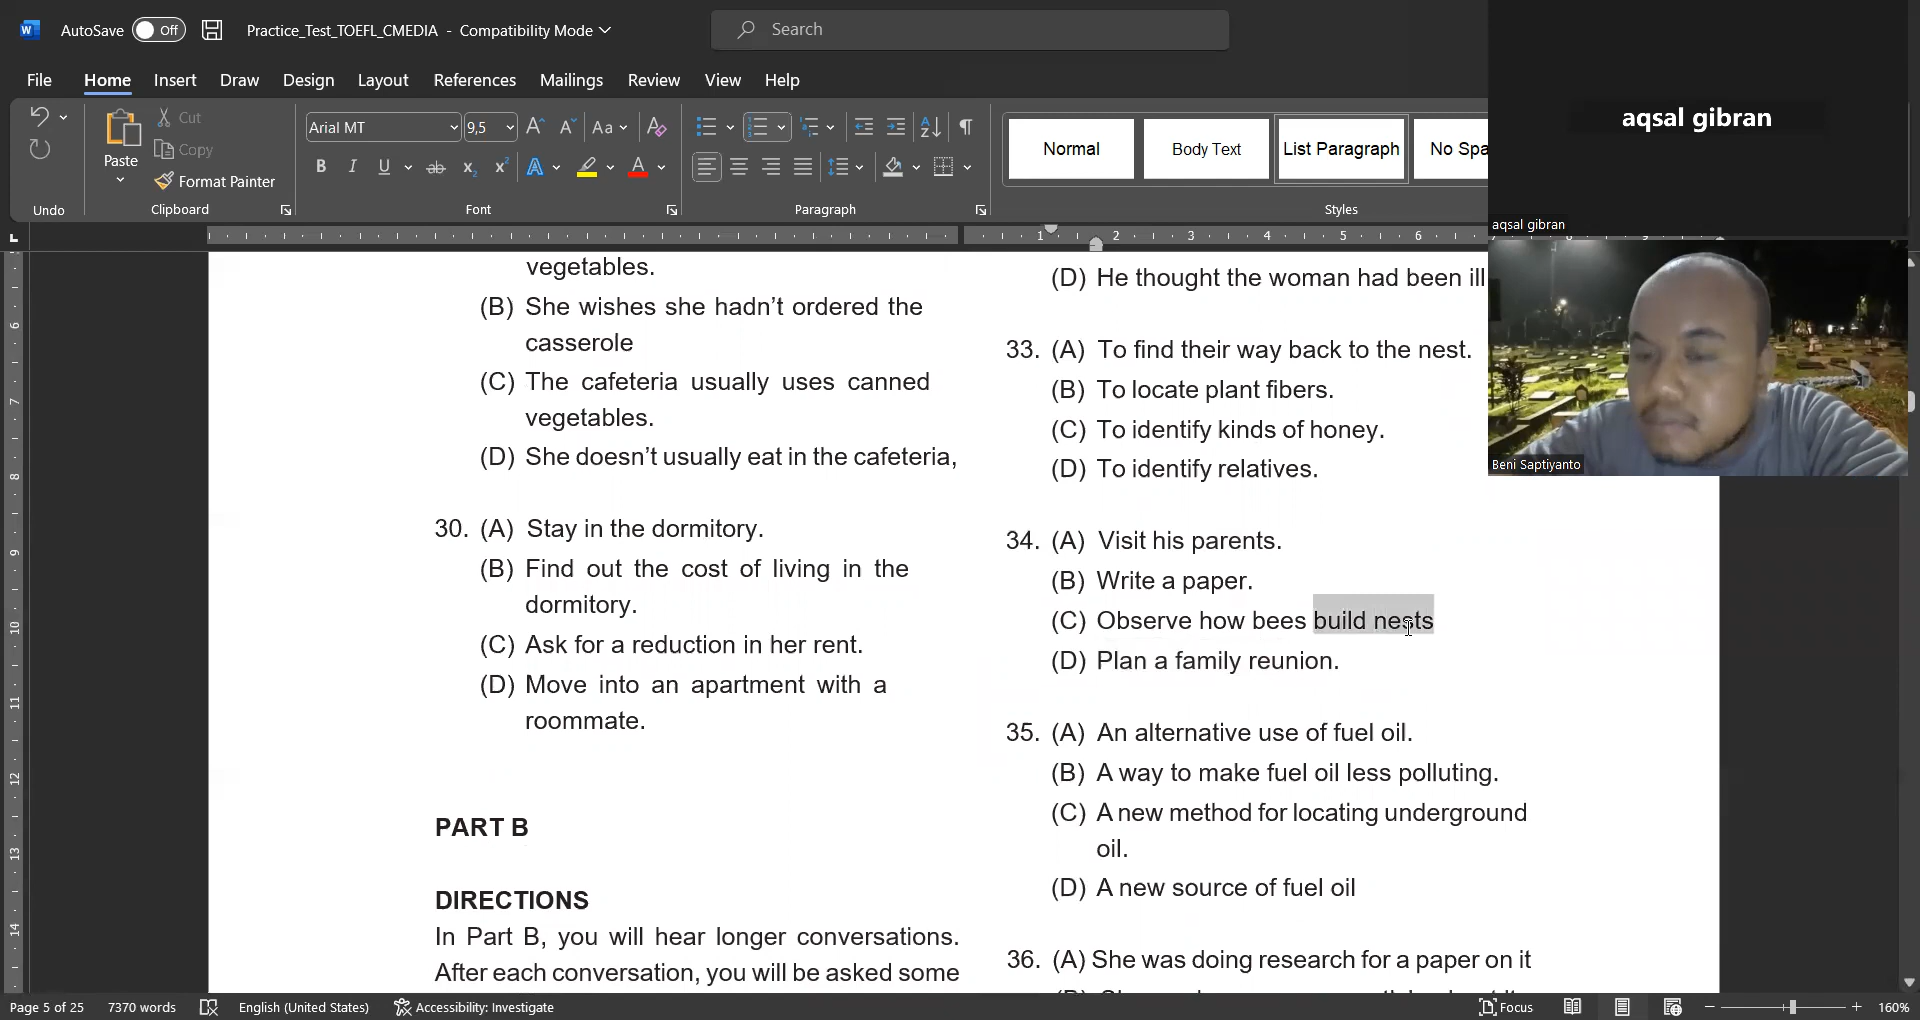 AutoSave Off Practice_Test_TOEFL_CMEDIA - Compatibility Mode Search
File Home Insert Draw Design Layout References Mailings Review View Help
Paste
Cut
Copy
Format Painter
Arial MT 9,5
Normal Body Text List Paragraph No Spa
Undo Clipboard Font Paragraph Styles
aqsal gibran
aqsal gibran
Beni Saptiyanto
vegetables.
(B) She wishes she hadn't ordered the
casserole
(C) The cafeteria usually uses canned
vegetables.
(D) She doesn't usually eat in the cafeteria,
30. (A) Stay in the dormitory.
(B) Find out the cost of living in the
dormitory.
(C) Ask for a reduction in her rent.
(D) Move into an apartment with a
roommate.
PART B
DIRECTIONS
In Part B, you will hear longer conversations.
After each conversation, you will be asked some
(D) He thought the woman had been ill
33. (A) To find their way back to the nest.
(B) To locate plant fibers.
(C) To identify kinds of honey.
(D) To identify relatives.
34. (A) Visit his parents.
(B) Write a paper.
(C) Observe how bees build nests
(D) Plan a family reunion.
35. (A) An alternative use of fuel oil.
(B) A way to make fuel oil less polluting.
(C) A new method for locating underground
oil.
(D) A new source of fuel oil
36. (A) She was doing research for a paper on it
Page 5 of 25 7370 words English (United States) Accessibility: Investigate Focus 160%